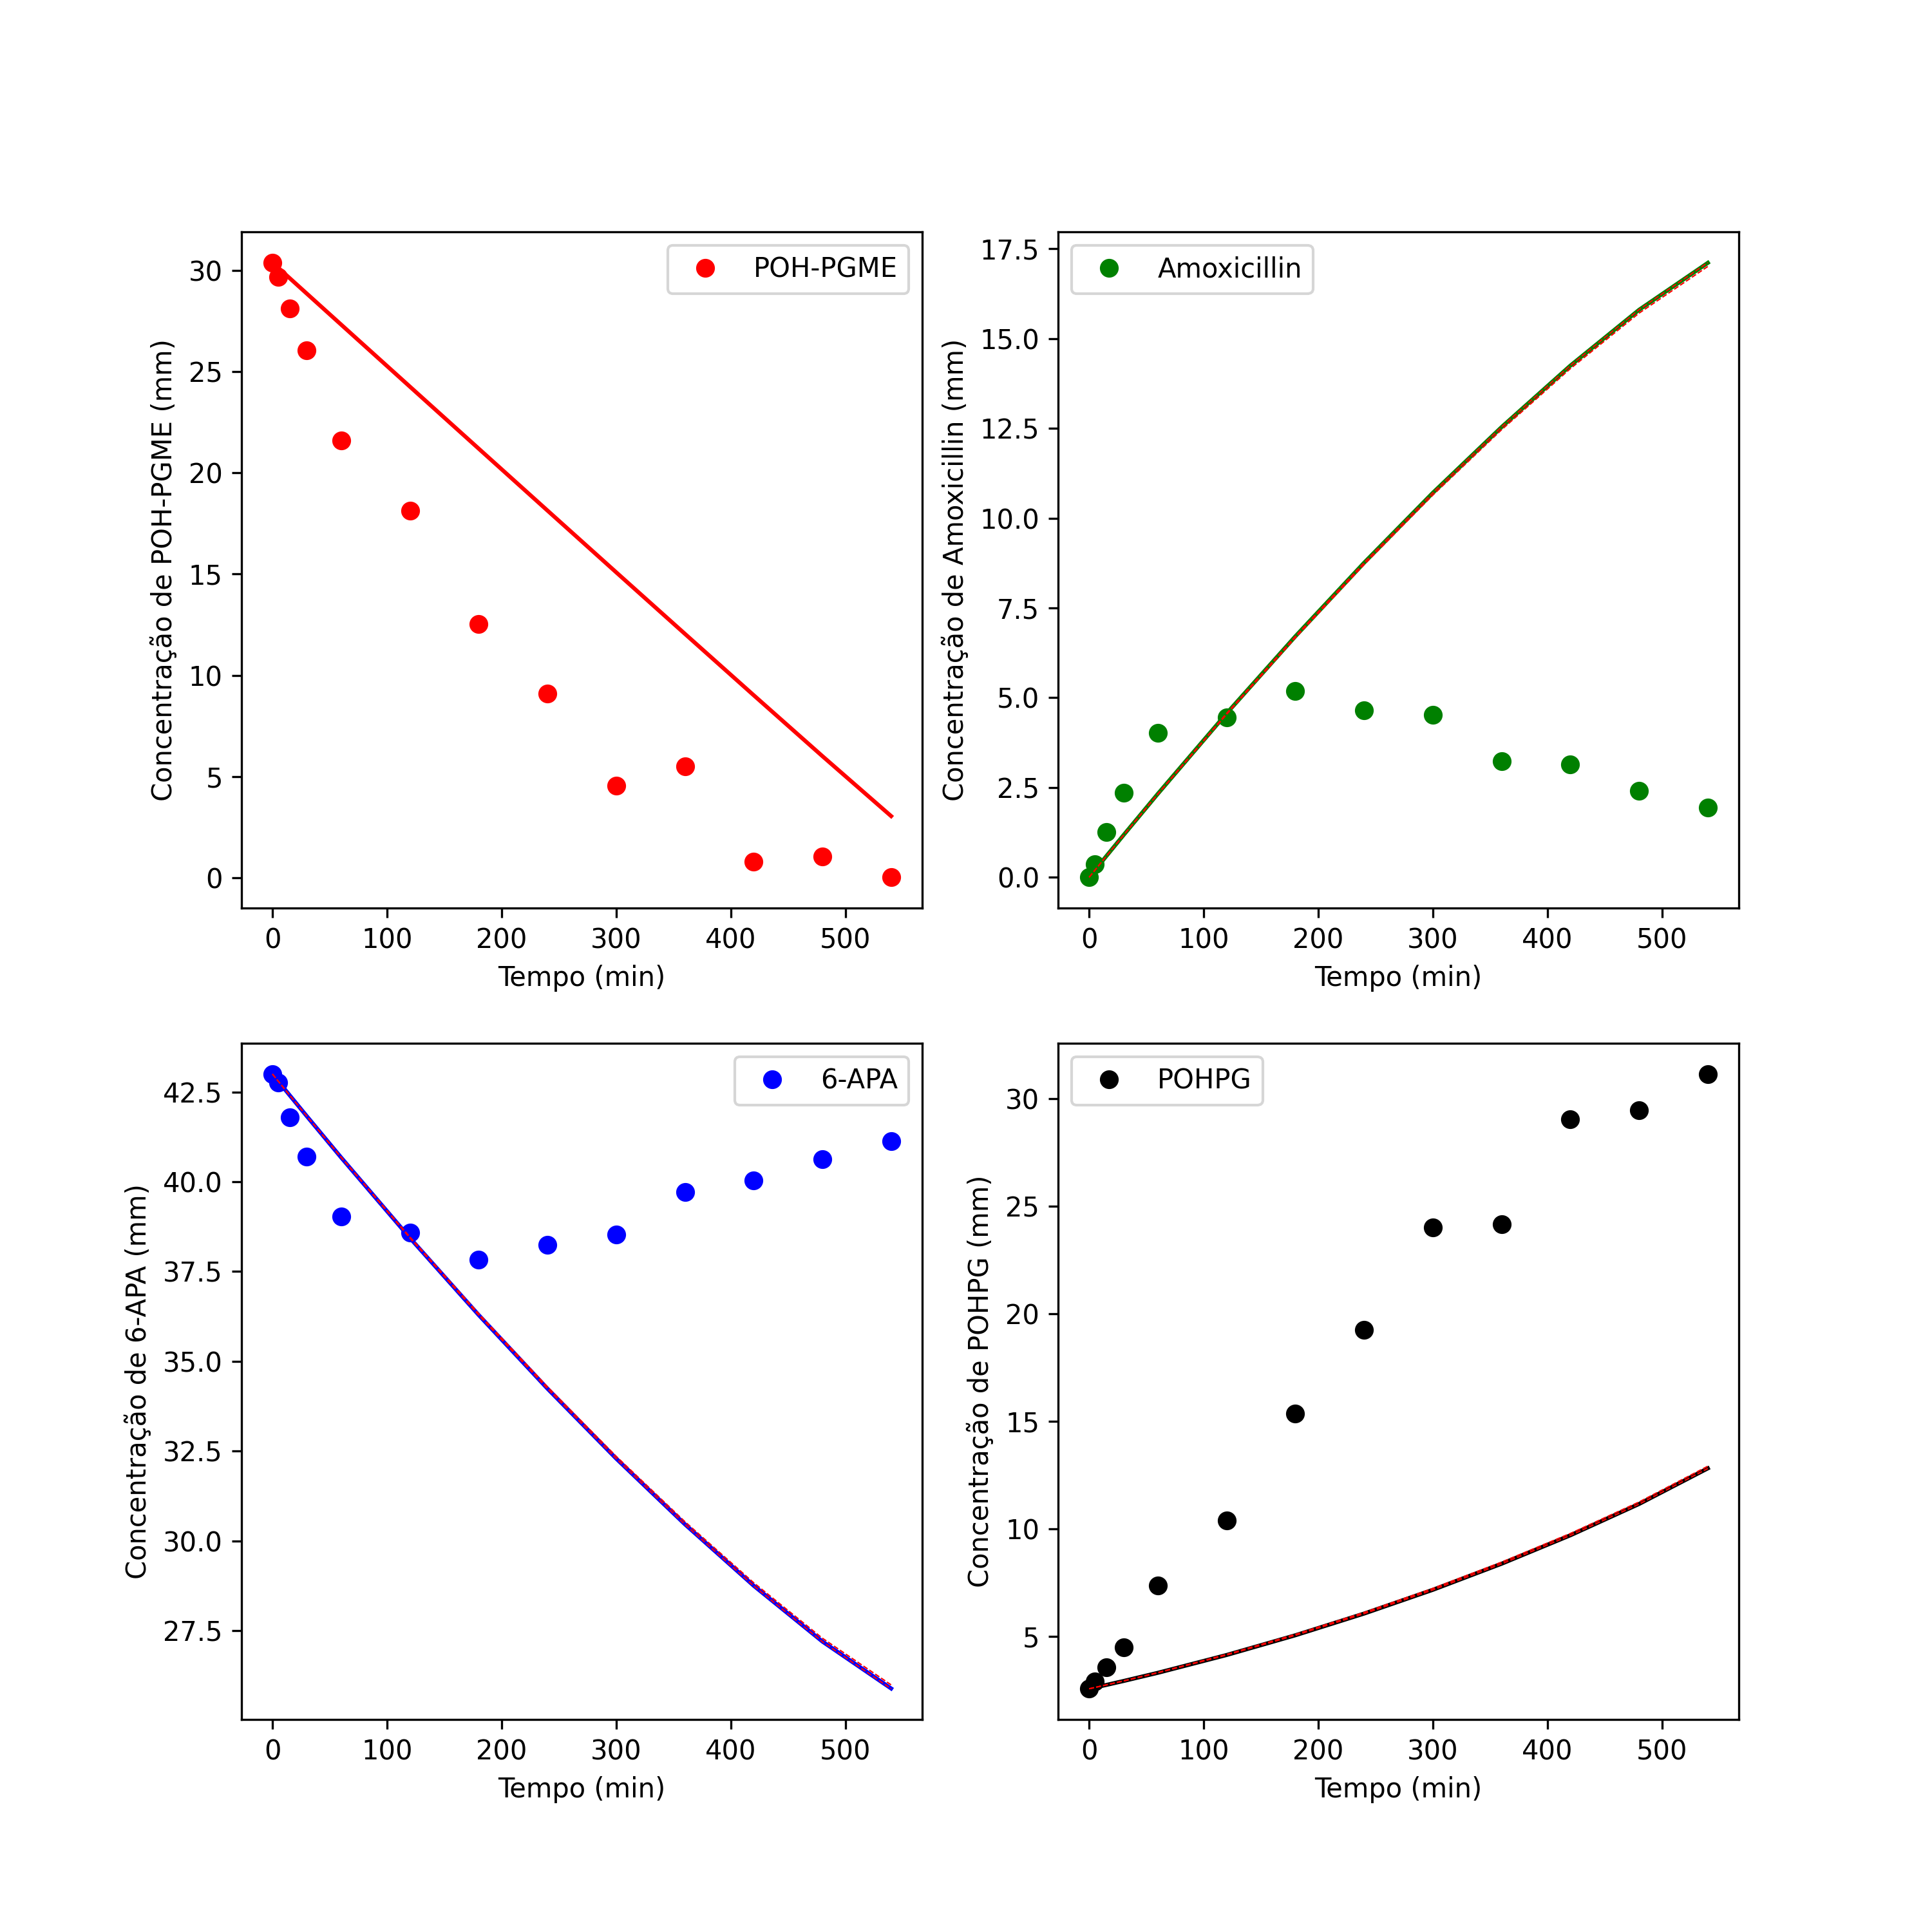 POH-PGME
Concentração de POH-PGME (mm)
30
25
20
15
10
5
0
0 100 200 300 400 500
Tempo (min)
Amoxicillin
Concentração de Amoxicillin (mm)
17.5
15.0
12.5
10.0
7.5
5.0
2.5
0.0
0 100 200 300 400 500
Tempo (min)
6-APA
Concentração de 6-APA (mm)
42.5
40.0
37.5
35.0
32.5
30.0
27.5
0 100 200 300 400 500
Tempo (min)
POHPG
Concentração de POHPG (mm)
30
25
20
15
10
5
0 100 200 300 400 500
Tempo (min)